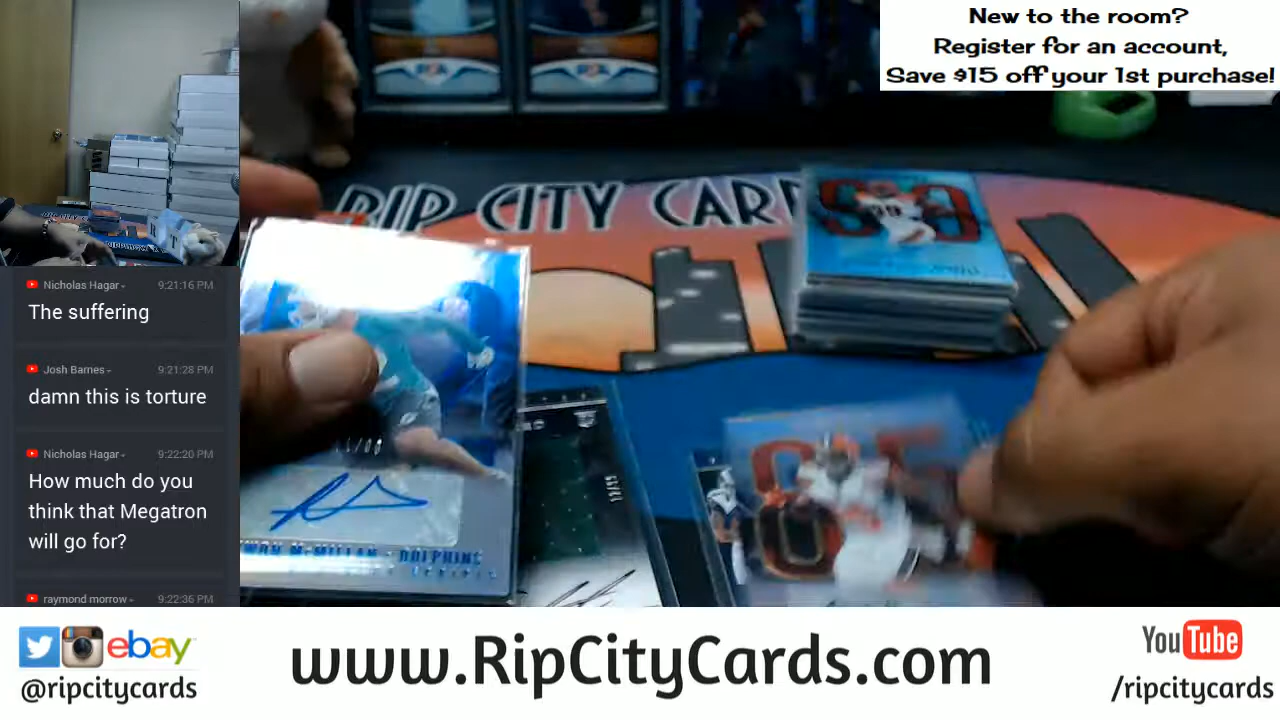 New to the room?
Register for an account,
Save $15 off your 1st purchase!
RIP CITY CARD
Nicholas Hagar 9:21:16 PM
The suffering
Josh Barnes 9:21:28 PM
damn this is torture
Nicholas Hagar 9:22:20 PM
How much do you
think that Megatron
will go for?
raymond morrow 9:22:36 PM
McMILLAN - DOLPHINS
ebay
@ripcitycards
www.RipCityCards.com
YouTube
/ripcitycards